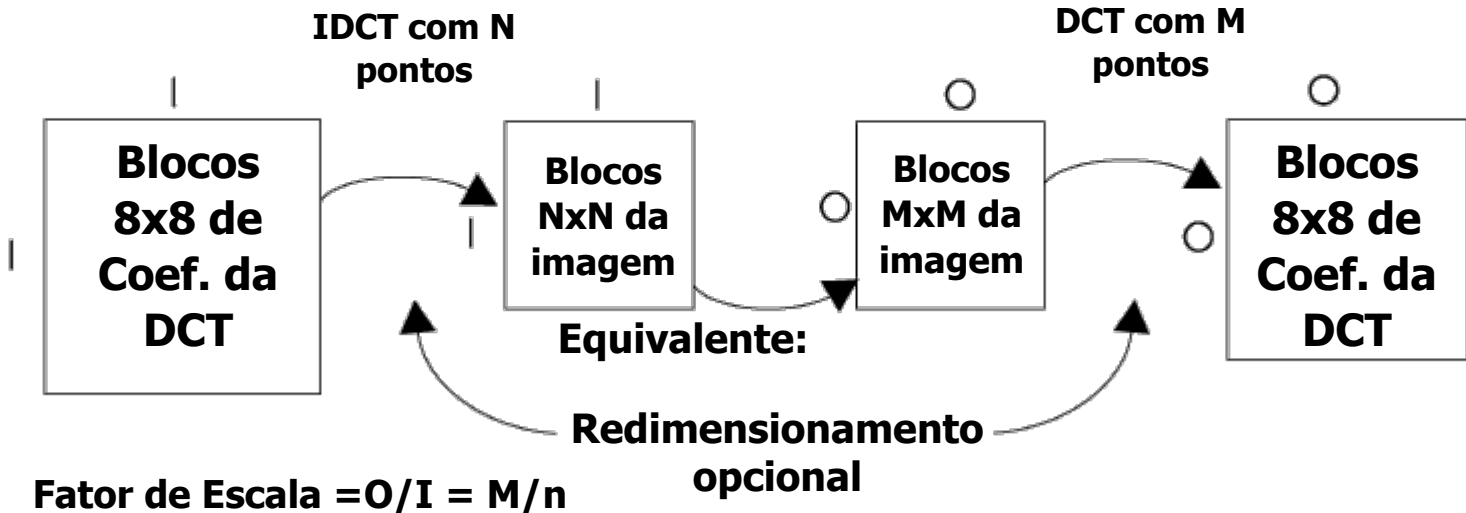 IDCT com N
pontos
DCT com M
pontos
I
I
O
O
Blocos
8x8 de
Coef. da
DCT
I
Blocos
NxN da
imagem
I
Blocos
MxM da
imagem
O
Blocos
8x8 de
Coef. da
DCT
O
Equivalente:
Redimensionamento
opcional
Fator de Escala =O/I = M/n